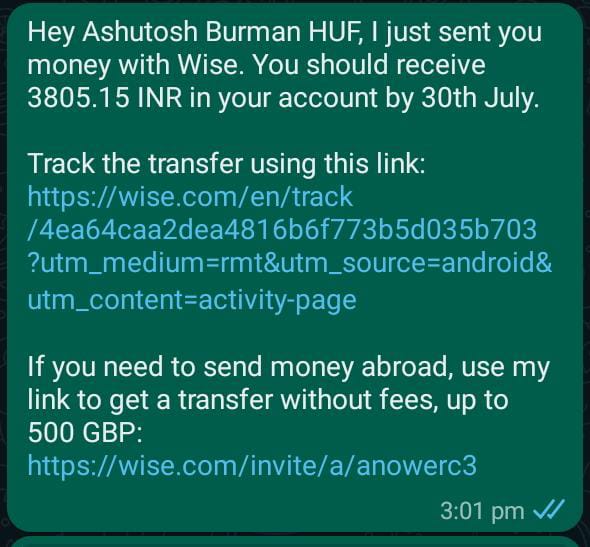 Hey Ashutosh Burman HUF, I just sent you
money with Wise. You should receive
3805.15 INR in your account by 30th July.
Track the transfer using this link:
https://wise.com/en/track
/4ea64caa2dea4816b6f773b5d035b703
?utm_medium=rmt&utm_source=android&
utm_content=activity-page
If you need to send money abroad, use my
link to get a transfer without fees, up to
500 GBP:
https://wise.com/invite/a/anowerc3
3:01 pm